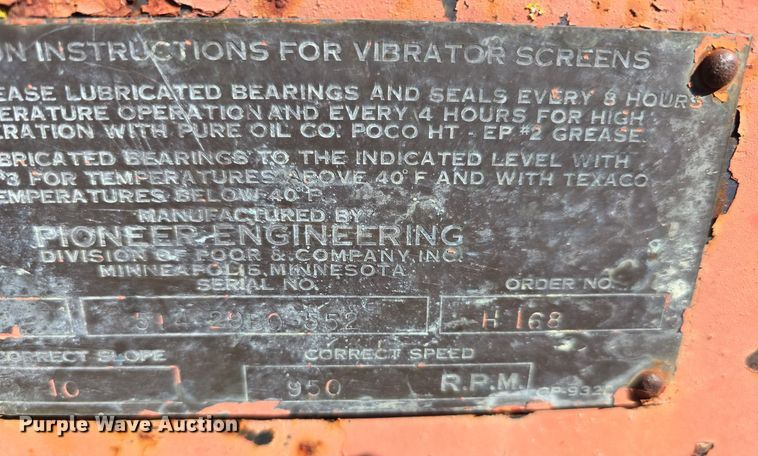 ON INSTRUCTIONS FOR VIBRATOR SCREENS
EASE LUBRICATED BEARINGS AND SEALS EVERY 8 HOURS
ERATURE OPERATION AND EVERY 4 HOURS FOR HIGH
ERATION WITH PURE OIL CO. POCO HT - EP #2 GREASE.
BRICATED BEARINGS TO THE INDICATED LEVEL WITH
#3 FOR TEMPERATURES ABOVE 40°F AND WITH TEXACO
EMPERATURES BELOW 40°F
MANUFACTURED BY
PIONEER ENGINEERING
DIVISION OF POOR & COMPANY, INC.
MINNEAPOLIS, MINNESOTA
SERIAL NO. ORDER NO.
H 168
CORRECT SLOPE CORRECT SPEED
10 950 R.P.M.
Purple Wave Auction